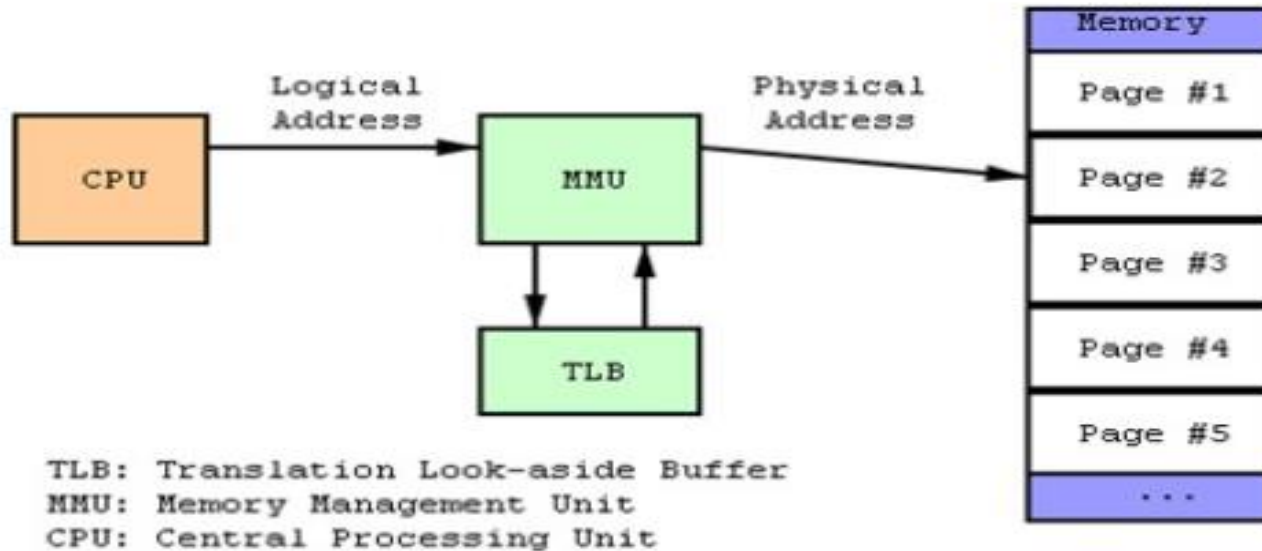 Memory
Logical
Address
Physical
Address
Page #1
CPU
MMU
Page #2
Page #3
TLB
Page #4
Page #5
TLB: Translation Look-aside Buffer
MMU: Memory Management Unit
...
CPU: Central Processing Unit